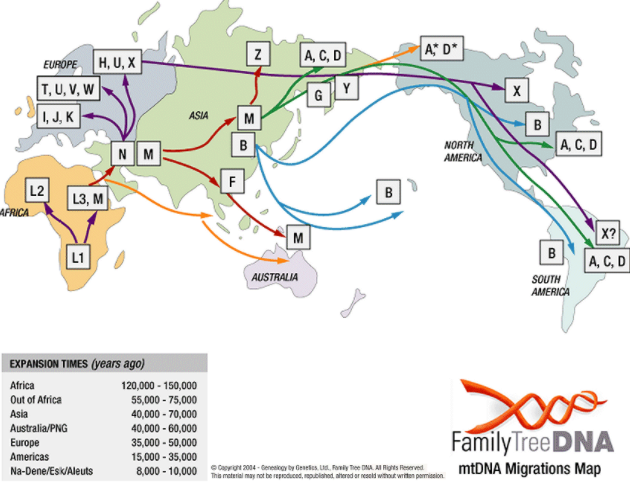 Z
A, C, D
A,* D*
EUROPE
H, U, X
T, U, V, W
G
Y
X
I, J, K
ASIA
M
B
B
NORTH
AMERICA
A, C, D
N
M
B
L2
L3, M
F
B
AFRICA
M
X?
L1
B
A, C, D
AUSTRALIA
SOUTH
AMERICA
EXPANSION TIMES (years ago)
Africa 120,000 - 150,000
Out of Africa 55,000 - 75,000
Asia 40,000 - 70,000
Australia/PNG 40,000 - 60,000
Europe 35,000 - 50,000
Americas 15,000 - 35,000
Na-Dene/Esk/Aleuts 8,000 - 10,000
FamilyTreeDNA
mtDNA Migrations Map
© Copyright 2004 - Genealogy by Genetics, Ltd., Family Tree DNA. All Rights Reserved.
This material may not be reproduced, republished, altered or resold without written permission.